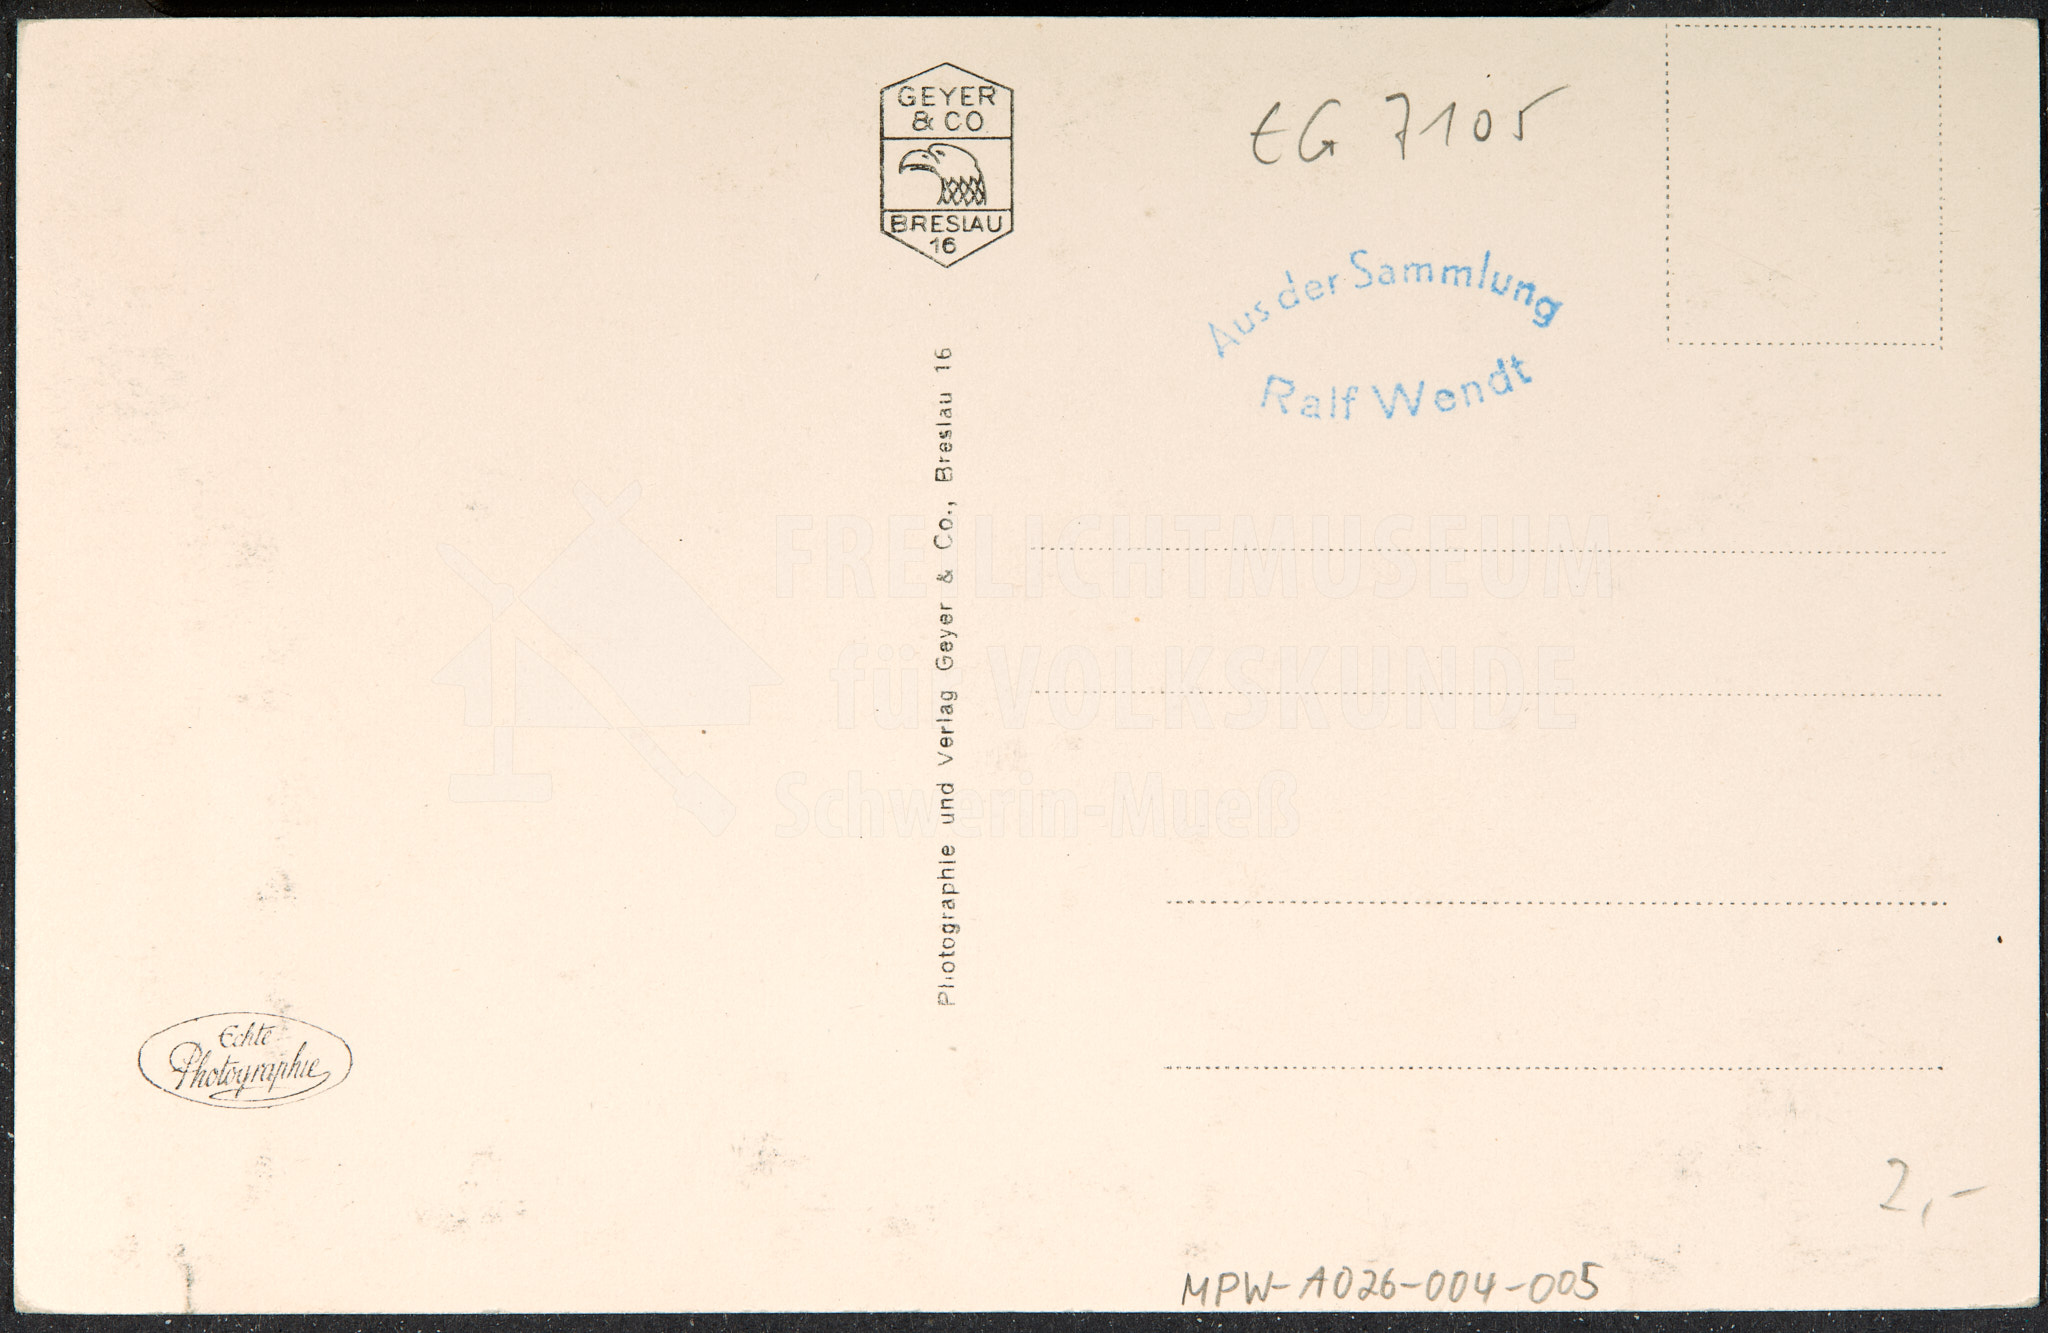 GEYER
& CO
BRESLAU
16
EG 7105
Aus der Sammlung
Ralf Wendt
Photographie und Verlag Geyer & Co., Breslau 16
FREILICHTMUSEUM
für VOLKSKUNDE
Schwerin-Mueß
Echte
Photographie
2,-
MPW-A026-004-005